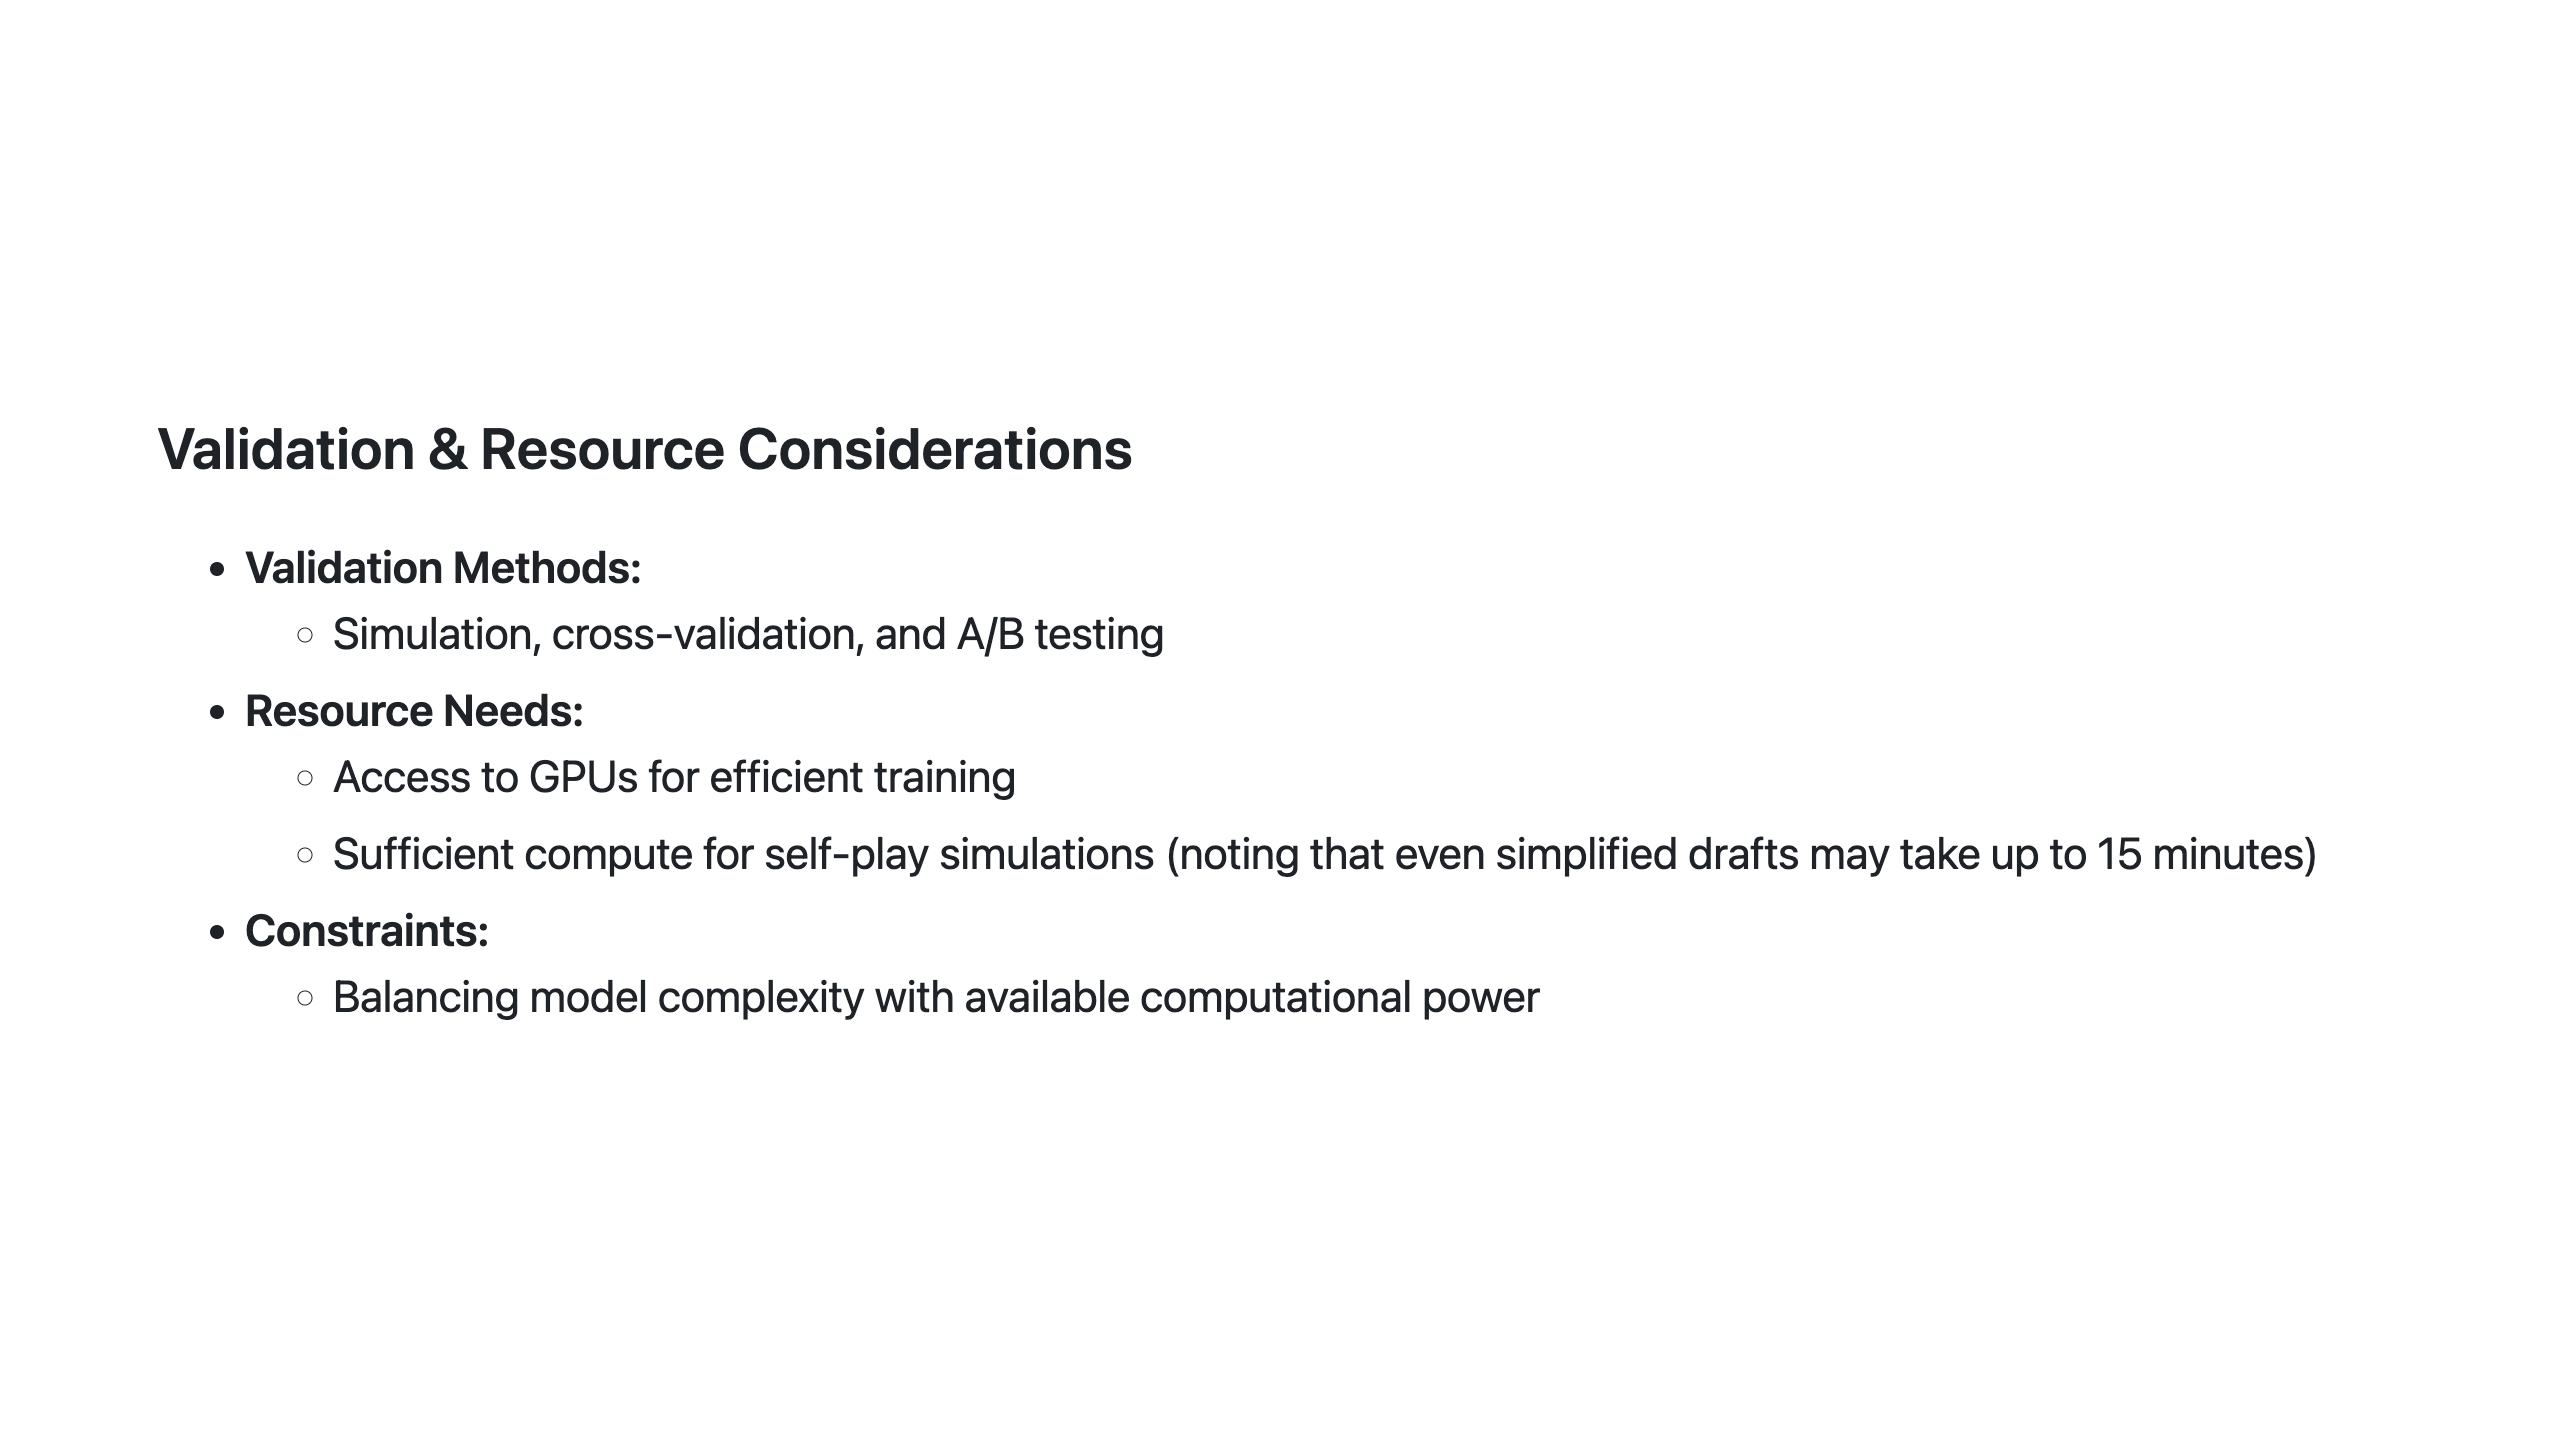 Validation & Resource Considerations
Validation Methods:
Simulation, cross-validation, and A/B testing
Resource Needs:
Access to GPUs for efficient training
Sufficient compute for self-play simulations (noting that even simplified drafts may take up to 15 minutes)
Constraints:
Balancing model complexity with available computational power